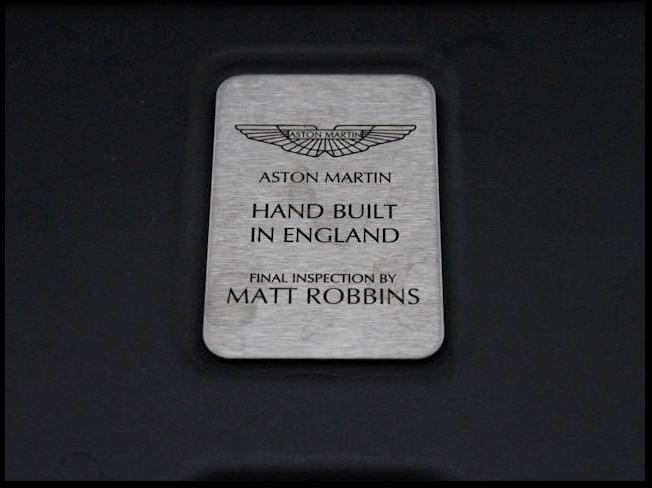 ASTON MARTIN
ASTON MARTIN
HAND BUILT
IN ENGLAND
FINAL INSPECTION BY
MATT ROBBINS